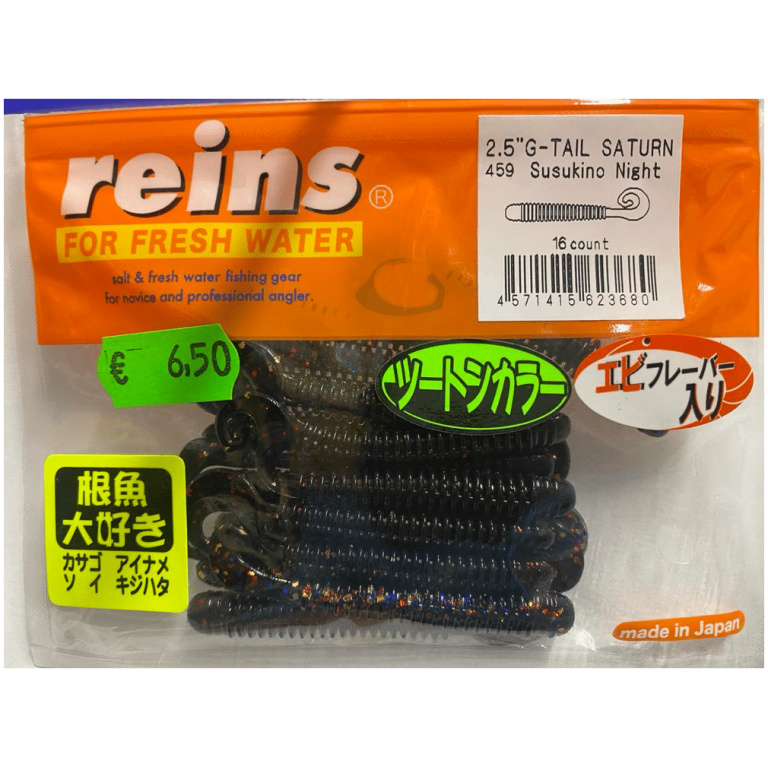 reins®
FOR FRESH WATER
salt & fresh water fishing gear
for novice and professional angler.
2.5"G-TAIL SATURN
459 Susukino Night
16 count
4 571415 623680
€ 6,50
ツートンカラー
エビフレーバー
入り
根魚
大好き
カサゴ アイナメ
ソイ キジハタ
made in Japan